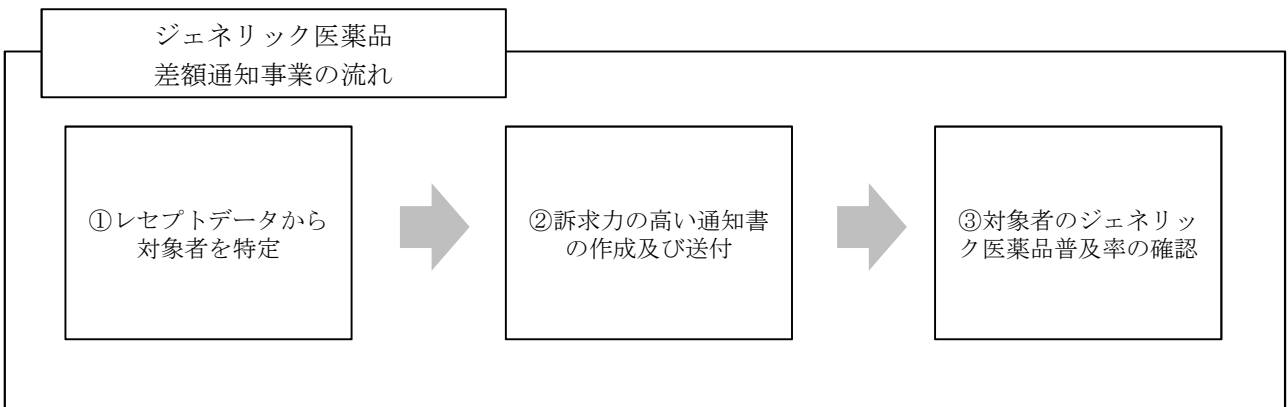 ジェネリック医薬品
差額通知事業の流れ
①レセプトデータから
対象者を特定
②訴求力の高い通知書
の作成及び送付
③対象者のジェネリッ
ク医薬品普及率の確認